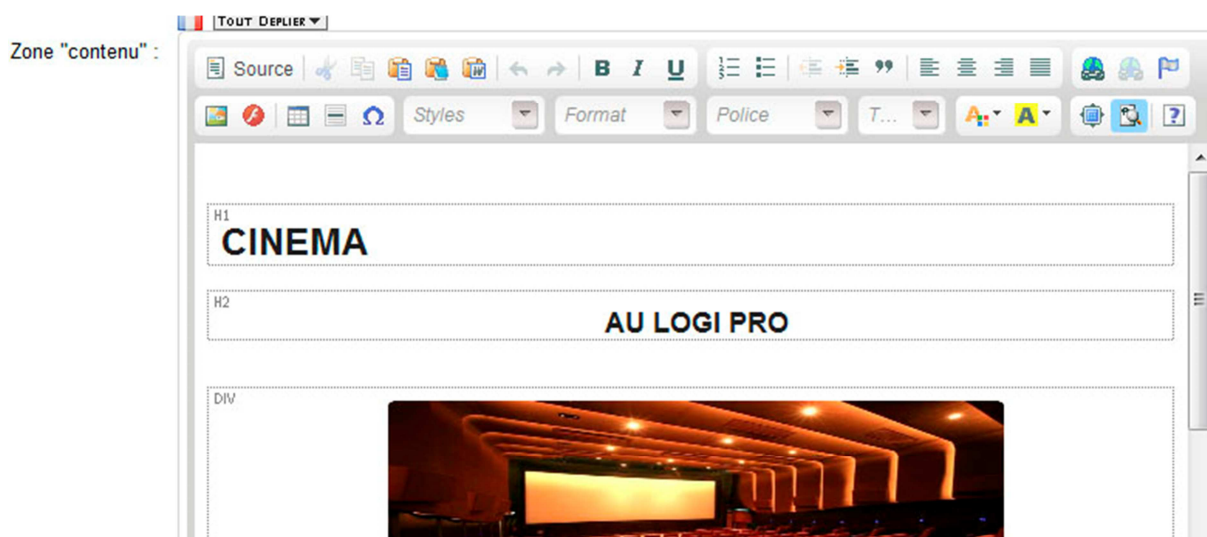 TOUT DEPLIER
Zone "contenu" :
Source B I U
Styles Format Police T... A A ?
H1
CINEMA
H2
AU LOGI PRO
DIV